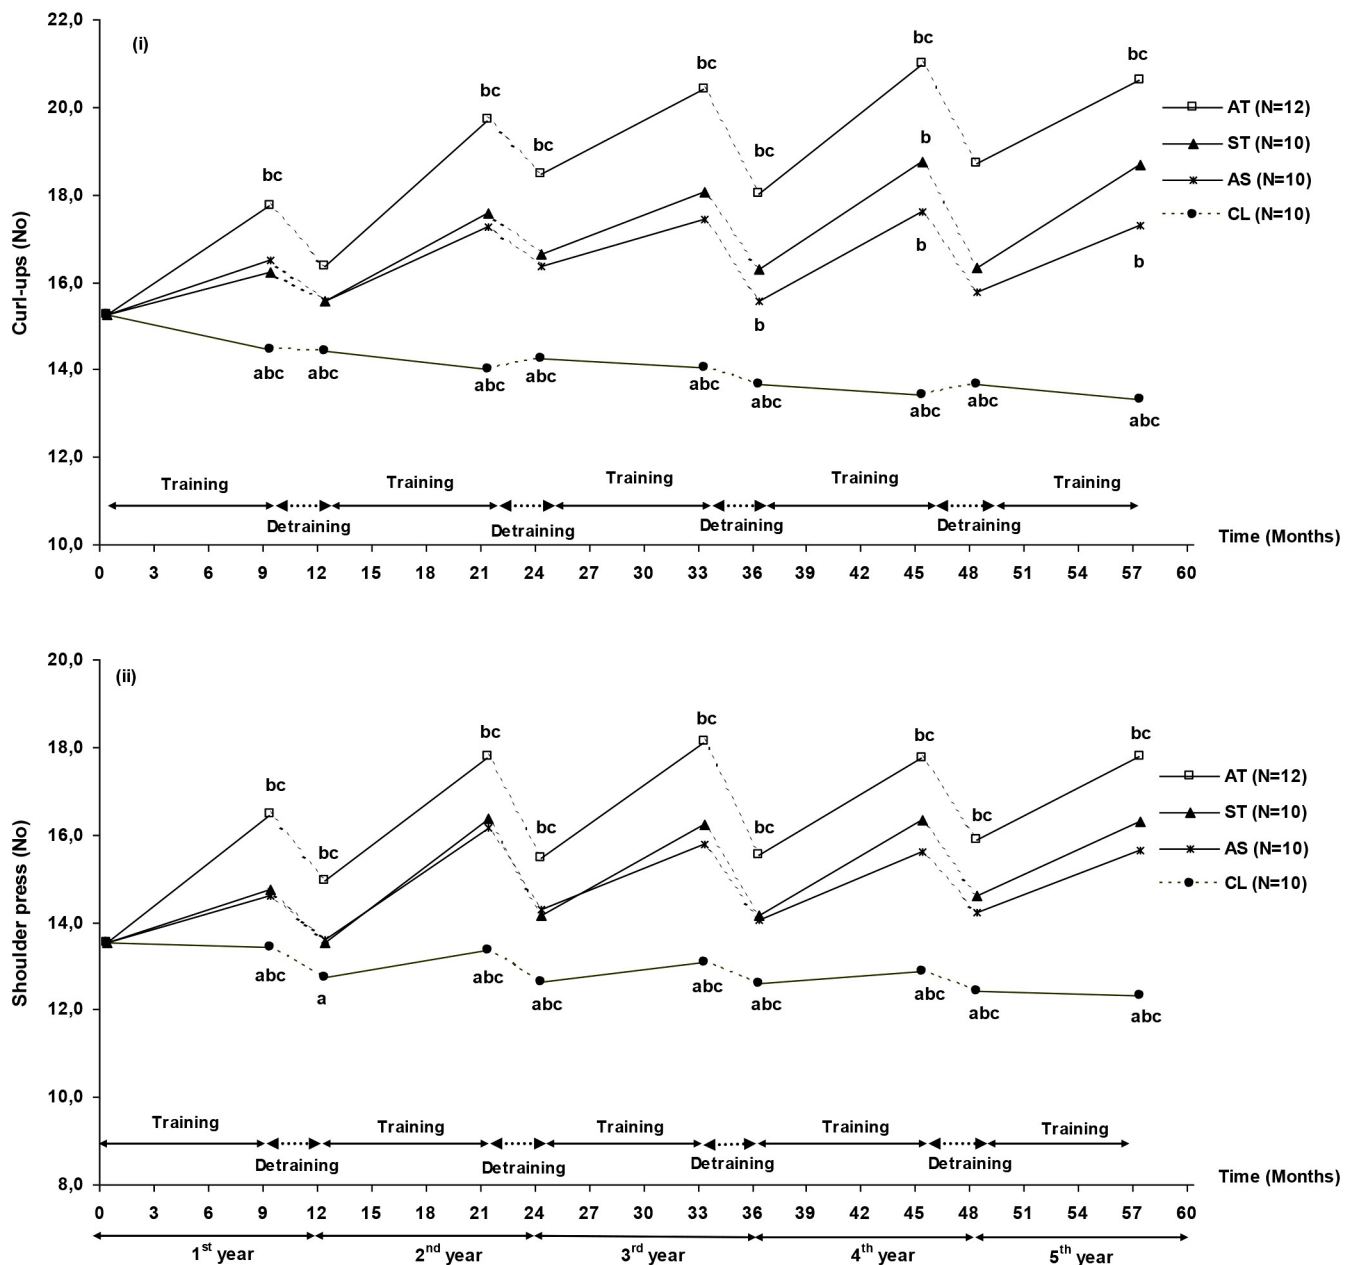 22,0
(i)
bc
bc
bc
bc
bc
20,0
AT (N=12)
bc
bc
b
ST (N=10)
bc
18,0
AS (N=10)
CL (N=10)
b
b
16,0
b
14,0
abc
abc
abc
abc
abc
abc
abc
abc
abc
12,0
Curl-ups (No)
Training
Training
Training
Training
Training
Detraining
Detraining
Detraining
Detraining
10,0
Time (Months)
0 3 6 9 12 15 18 21 24 27 30 33 36 39 42 45 48 51 54 57 60
20,0
(ii)
bc
bc
bc
bc
18,0
bc
AT (N=12)
bc
bc
bc
bc
ST (N=10)
16,0
AS (N=10)
CL (N=10)
14,0
abc
a
abc
abc
abc
abc
abc
abc
abc
12,0
Shoulder press (No)
10,0
Training
Training
Training
Training
Training
Detraining
Detraining
Detraining
Detraining
8,0
Time (Months)
0 3 6 9 12 15 18 21 24 27 30 33 36 39 42 45 48 51 54 57 60
1st year
2nd year
3rd year
4th year
5th year